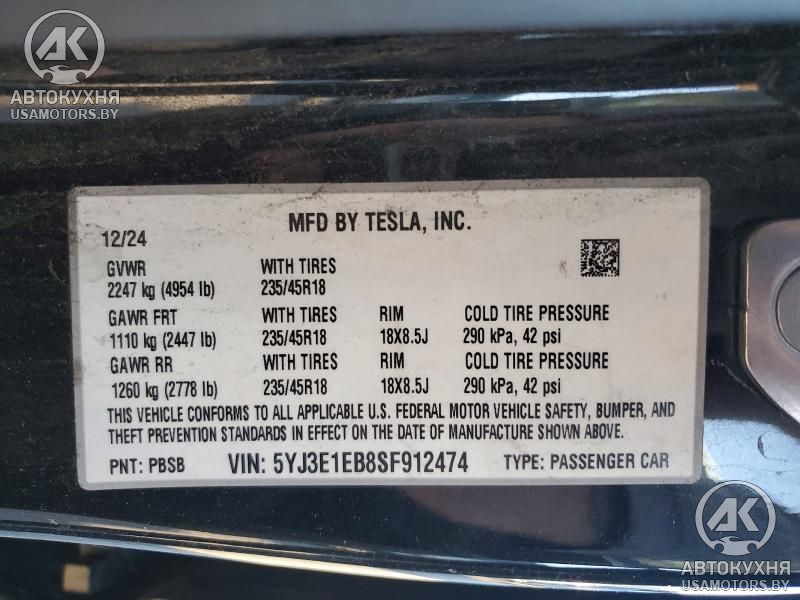 AK
АВТОКУХНЯ
USAMOTORS.BY
MFD BY TESLA, INC.
12/24
GVWR WITH TIRES
2247 kg (4954 lb) 235/45R18
GAWR FRT WITH TIRES RIM COLD TIRE PRESSURE
1110 kg (2447 lb) 235/45R18 18X8.5J 290 kPa, 42 psi
GAWR RR WITH TIRES RIM COLD TIRE PRESSURE
1260 kg (2778 lb) 235/45R18 18X8.5J 290 kPa, 42 psi
THIS VEHICLE CONFORMS TO ALL APPLICABLE U.S. FEDERAL MOTOR VEHICLE SAFETY, BUMPER, AND
THEFT PREVENTION STANDARDS IN EFFECT ON THE DATE OF MANUFACTURE SHOWN ABOVE.
PNT: PBSB VIN: 5YJ3E1EB8SF912474 TYPE: PASSENGER CAR
AK
АВТОКУХНЯ
USAMOTORS.BY